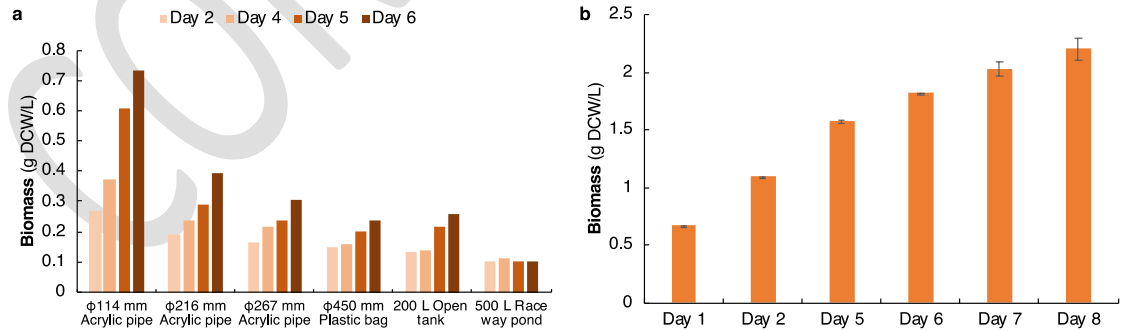 a
Day 2 Day 4 Day 5 Day 6
Biomass (g DCW/L)
0.8
0.7
0.6
0.5
0.4
0.3
0.2
0.1
0
ϕ114 mm ϕ216 mm ϕ267 mm ϕ450 mm 200 L Open 500 L Race
Acrylic pipe Acrylic pipe Acrylic pipe Plastic bag tank way pond
b
Biomass (g DCW/L)
2.5
2
1.5
1
0.5
0
Day 1 Day 2 Day 5 Day 6 Day 7 Day 8